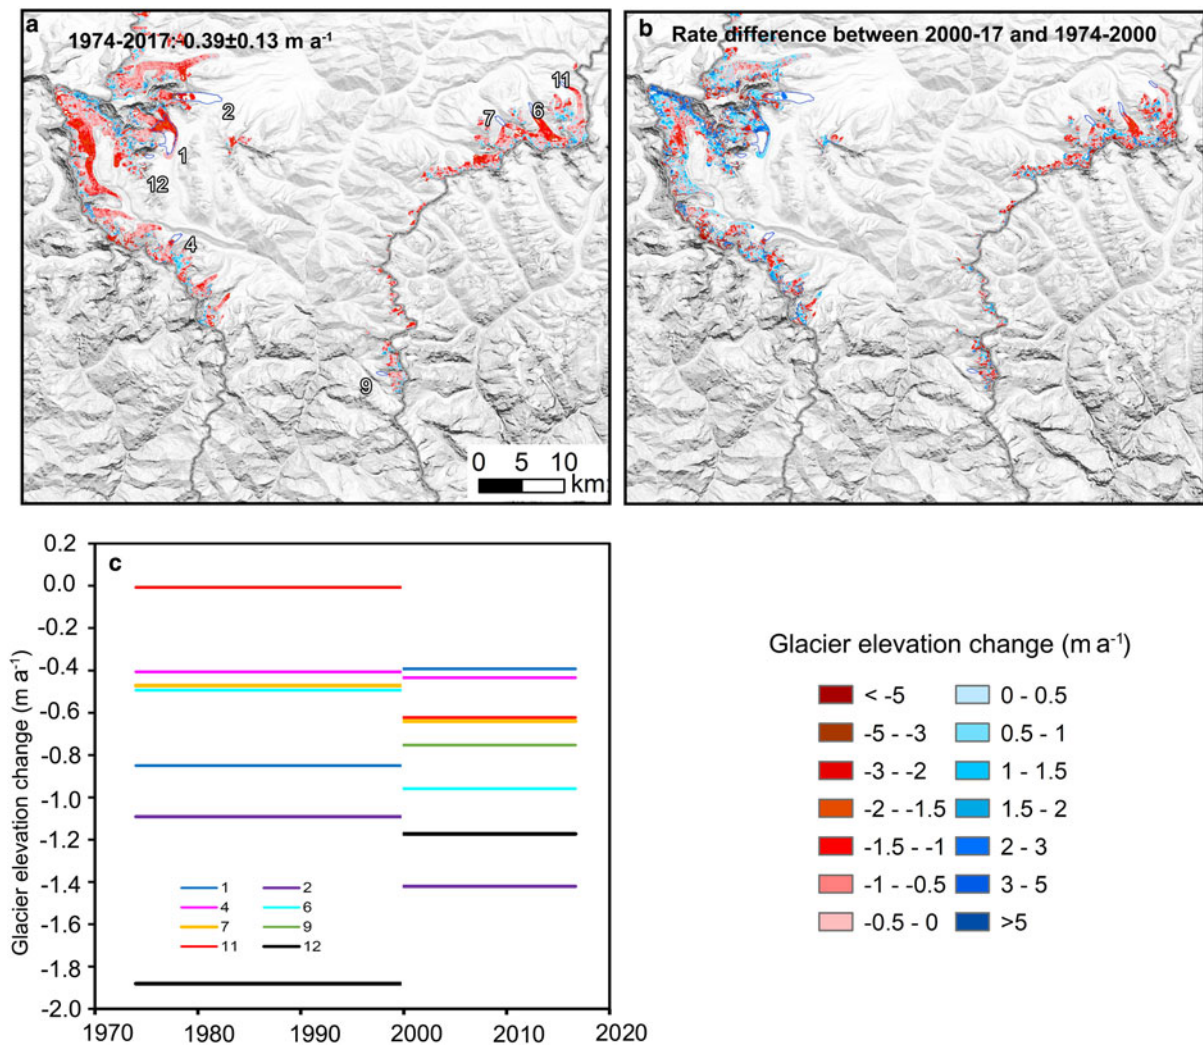 a
1974-2017:-0.39±0.13 m a⁻¹
2
1
12
4
7
6
11
9
0 5 10
km
b
Rate difference between 2000-17 and 1974-2000
c
Glacier elevation change (m a⁻¹)
0.2
0.0
-0.2
-0.4
-0.6
-0.8
-1.0
-1.2
-1.4
-1.6
-1.8
-2.0
1970 1980 1990 2000 2010 2020
1 2
4 6
7 9
11 12
Glacier elevation change (m a⁻¹)
< -5 0 - 0.5
-5 - -3 0.5 - 1
-3 - -2 1 - 1.5
-2 - -1.5 1.5 - 2
-1.5 - -1 2 - 3
-1 - -0.5 3 - 5
-0.5 - 0 >5